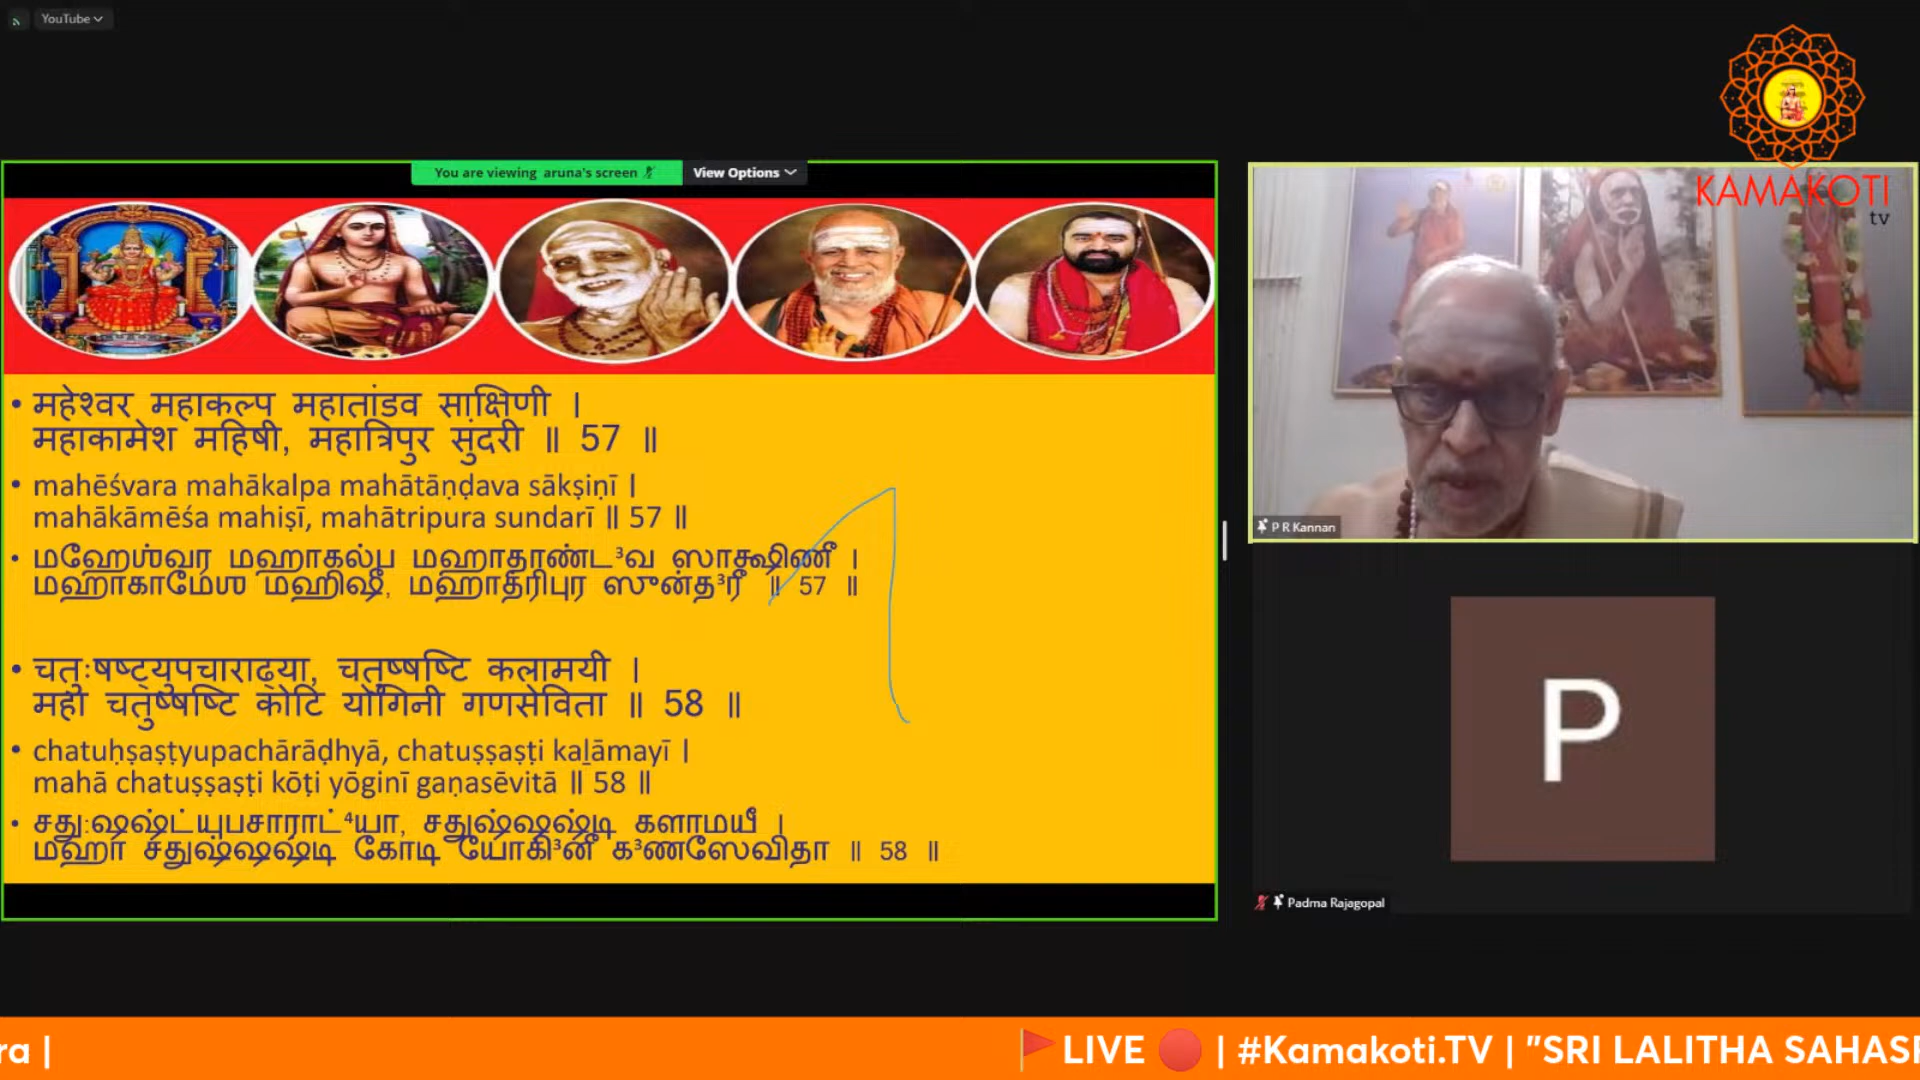 YouTube
You are viewing aruna's screen
View Options
KAMAKOTI
tv
• महेश्वर महाकल्प महातांडव साक्षिणी |
महाकामेश महिषी, महात्रिपुर सुंदरी ॥ 57 ॥
• mahēśvara mahākalpa mahātāṇḍava sākṣiṇī |
mahākāmēśa mahiṣī, mahātripura sundarī ॥ 57 ॥
• மஹேஶ்வர மஹாகல்ப மஹாதாண்ட³வ ஸாக்ஷிணீ |
மஹாகாமேஶ மஹிஷீ, மஹாத்ரிபுர ஸுன்த³ரீ ॥ 57 ॥
• चतुःषष्ट्युपचाराढ्या, चतुष्षष्टि कलामयी |
महा चतुष्षष्टि कोटि योगिनी गणसेविता ॥ 58 ॥
• chatuḥṣaṣṭyupachārāḍhyā, chatuṣṣaṣṭi kaḻāmayī |
mahā chatuṣṣaṣṭi kōṭi yōginī gaṇasēvitā ॥ 58 ॥
• சது:ஷஷ்ட்யுபசாராட்⁴யா, சதுஷ்ஷஷ்டி களாமயீ |
மஹா சதுஷ்ஷஷ்டி கோடி யோகி³னீ க³ணஸேவிதா ॥ 58 ॥
P R Kannan
P
Padma Rajagopal
ra |
LIVE | #Kamakoti.TV | "SRI LALITHA SAHASR